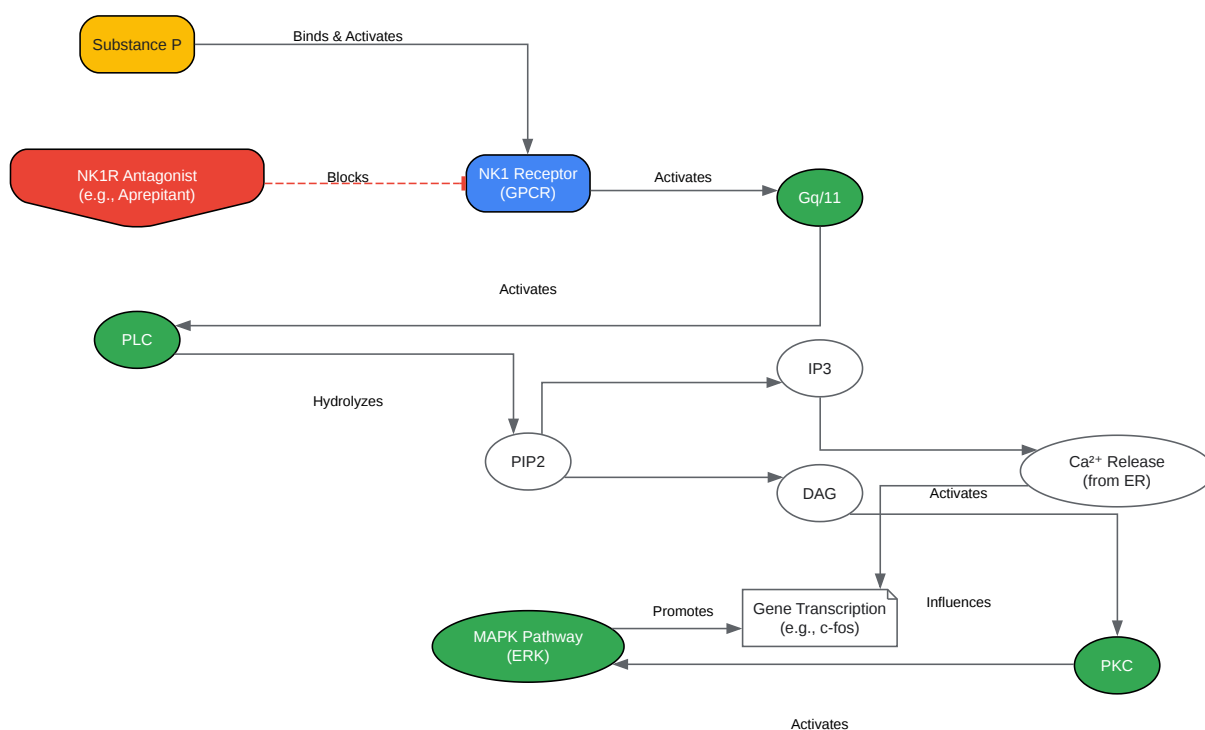 Substance P
Binds & Activates
NK1R Antagonist
(e.g., Aprepitant)
Blocks
NK1 Receptor
(GPCR)
Activates
Gq/11
Activates
PLC
Hydrolyzes
IP3
PIP2
Ca²⁺ Release
(from ER)
DAG
Activates
Influences
Gene Transcription
(e.g., c-fos)
Promotes
MAPK Pathway
(ERK)
PKC
Activates